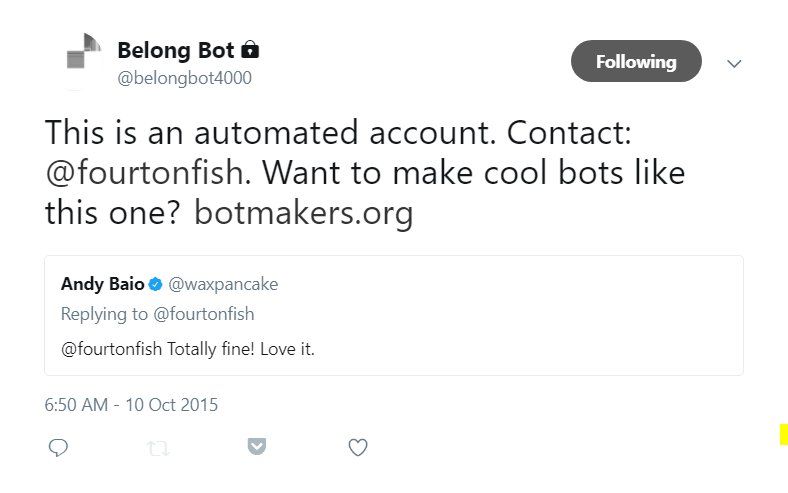 Belong Bot
@belongbot4000
Following
This is an automated account. Contact:
@fourtonfish. Want to make cool bots like
this one? botmakers.org
Andy Baio @waxpancake
Replying to @fourtonfish
@fourtonfish Totally fine! Love it.
6:50 AM - 10 Oct 2015